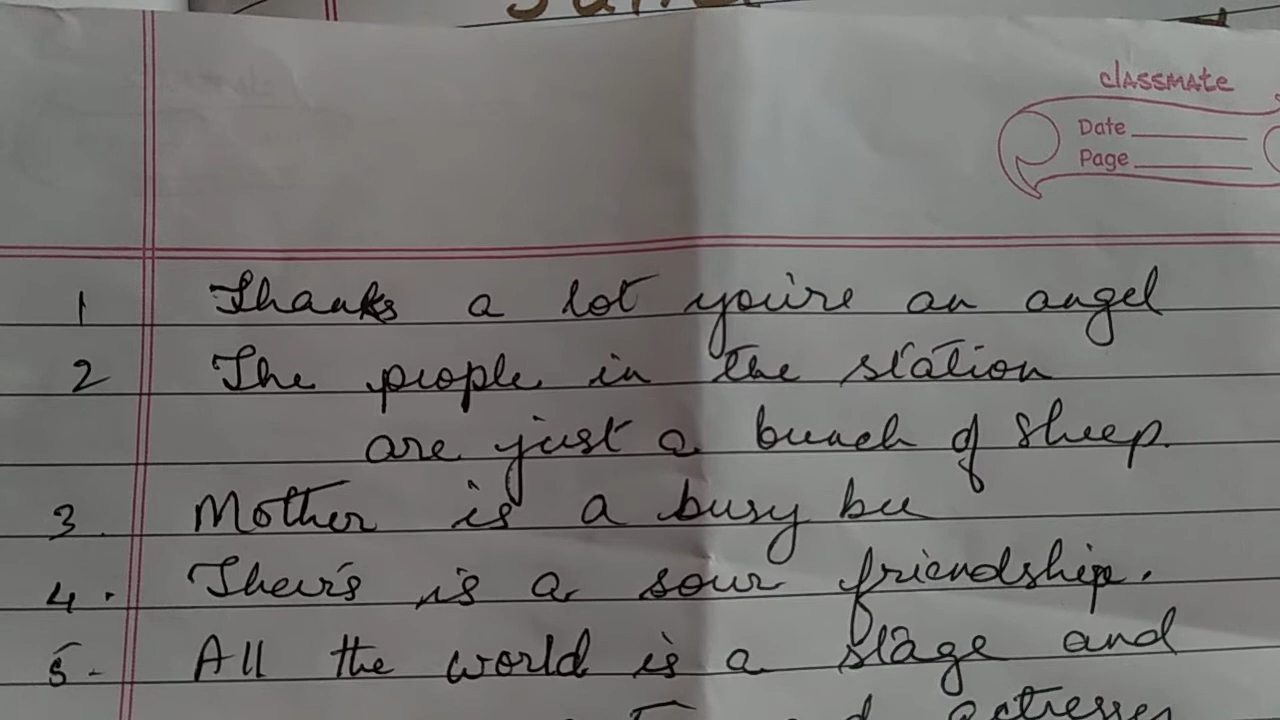 classmate
Date
Page
1 Thanks a lot you're an angel
2 The people in the station
are just a bunch of sheep.
3. Mother is a busy bee
4. Their's is a sour friendship.
5- All the world is a stage and
actresses